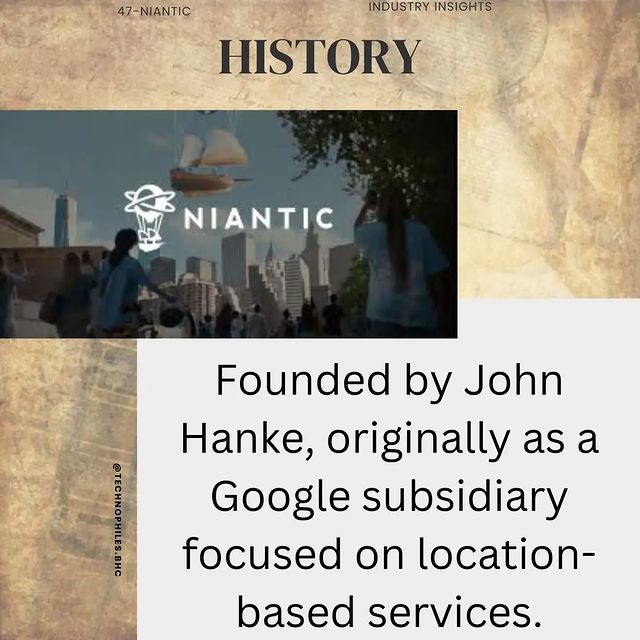 47-NIANTIC
INDUSTRY INSIGHTS
HISTORY
NIANTIC
Founded by John
Hanke, originally as a
Google subsidiary
focused on location-
based services.
@TECHNOPHILES.BHC